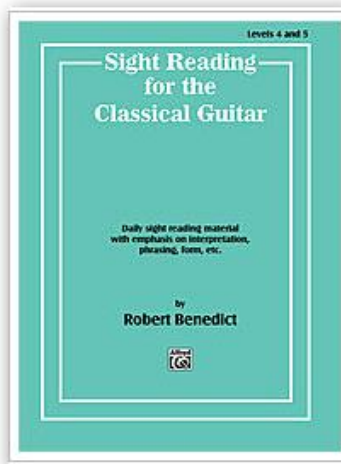 Levels 4 and 5
Sight Reading
for the
Classical Guitar
Daily sight reading material
with emphasis on interpretation,
phrasing, form, etc.
by
Robert Benedict
Alfred